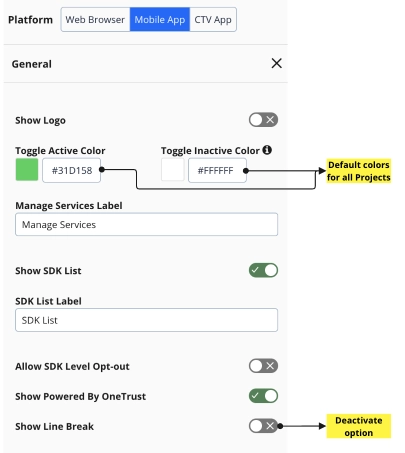 Platform
Web Browser Mobile App CTV App
General
Show Logo
Toggle Active Color Toggle Inactive Color
#31D158 #FFFFFF
Default colors
for all Projects
Manage Services Label
Manage Services
Show SDK List
SDK List Label
SDK List
Allow SDK Level Opt-out
Show Powered By OneTrust
Show Line Break
Deactivate
option